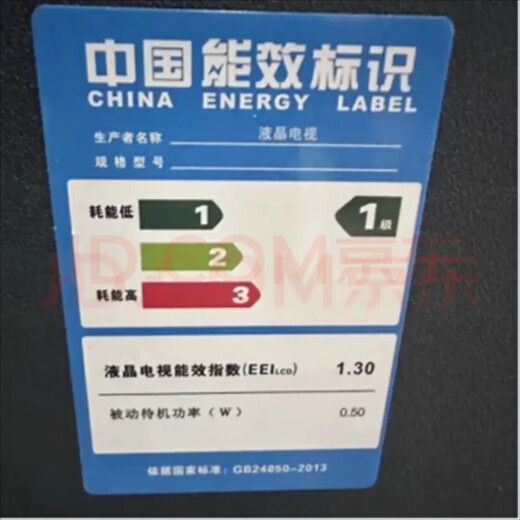 中国能效标识
CHINA ENERGY LABEL
生产者名称 液晶电视
规格型号
耗能低 1 1级
2
耗能高 3
JD.COM京东
液晶电视能效指数(EEILCD) 1.30
被动待机功率(W) 0.50
依据国家标准:GB24850-2013